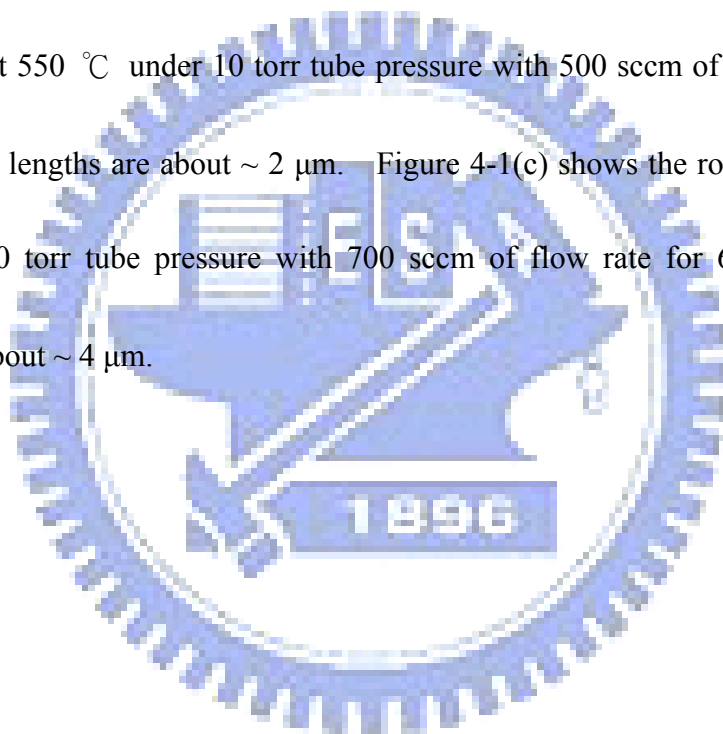 t 550 ℃ under 10 torr tube pressure with 500 sccm of
lengths are about ~ 2 μm. Figure 4-1(c) shows the ro
0 torr tube pressure with 700 sccm of flow rate for 6
bout ~ 4 μm.
ES
1896